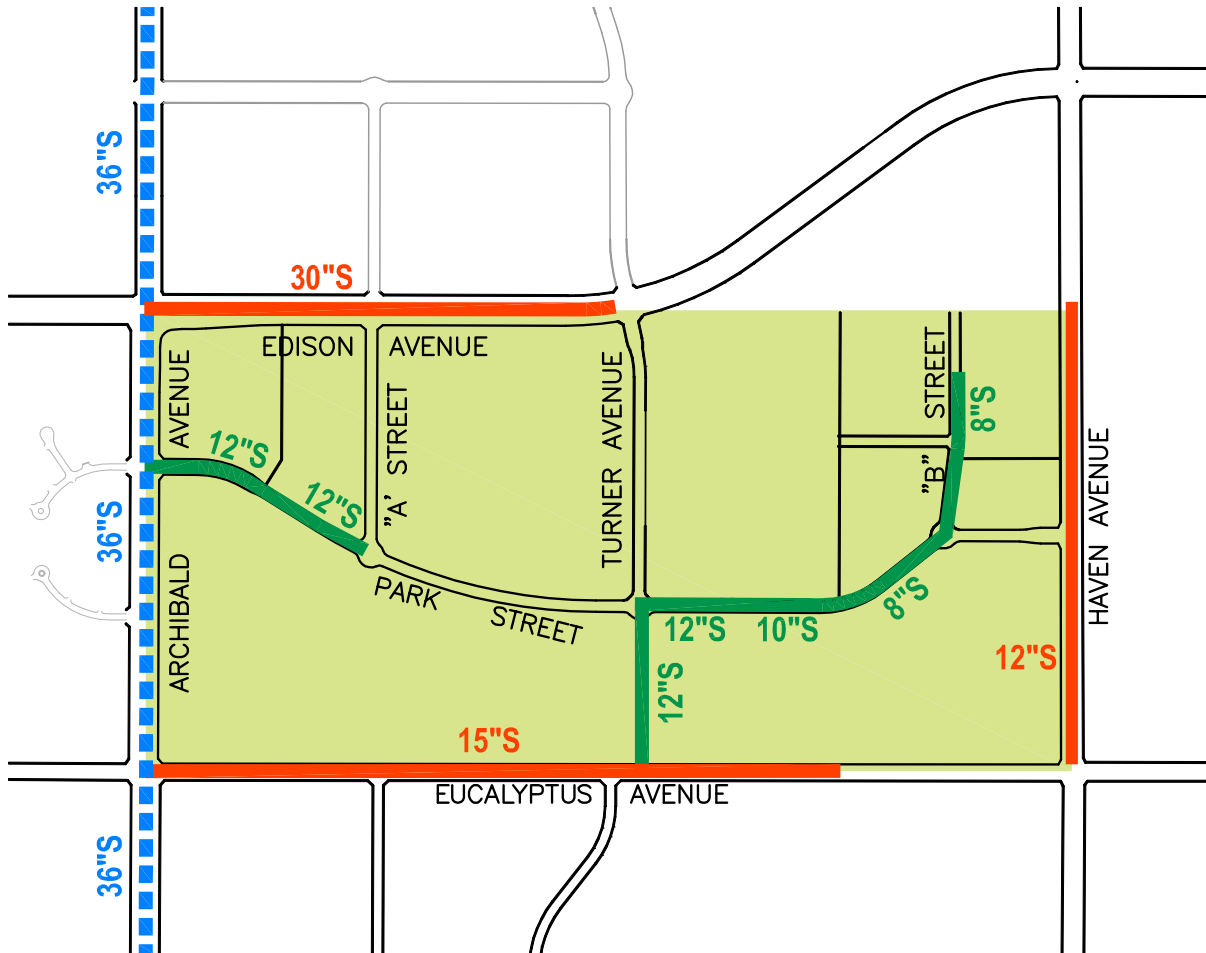 36"S
30"S
EDISON AVENUE
AVENUE
"A' STREET
TURNER AVENUE
STREET
"B"
8"S
12"S
12"S
36"S
HAVEN AVENUE
ARCHIBALD
PARK STREET
8"S
12"S
10"S
12"S
12"S
15"S
EUCALYPTUS AVENUE
36"S